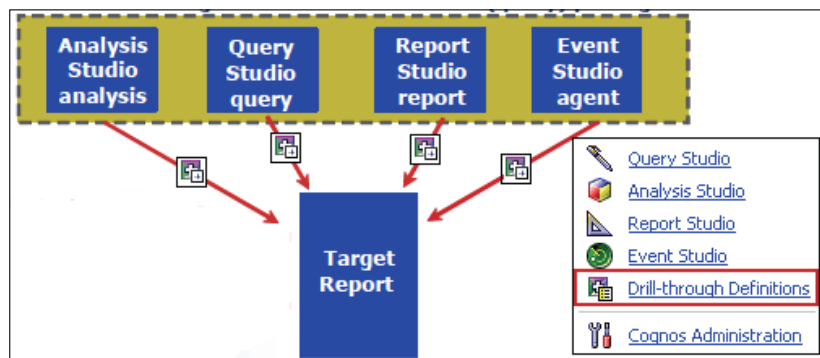 Analysis
Studio
analysis
Query
Studio
query
Report
Studio
report
Event
Studio
agent
Target
Report
Query Studio
Analysis Studio
Report Studio
Event Studio
Drill-through Definitions
Cognos Administration